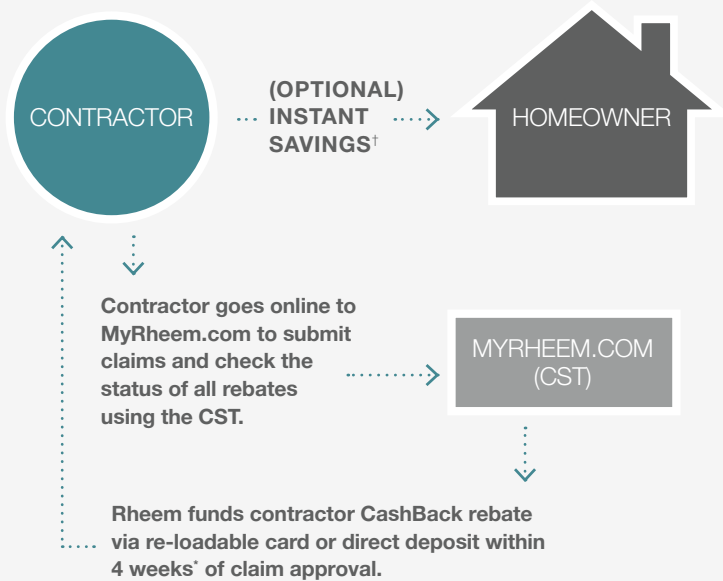 CONTRACTOR
(OPTIONAL)
INSTANT
SAVINGS†
HOMEOWNER
Contractor goes online to
MyRheem.com to submit
claims and check the
status of all rebates
using the CST.
MYRHEEM.COM
(CST)
Rheem funds contractor CashBack rebate
via re-loadable card or direct deposit within
4 weeks* of claim approval.